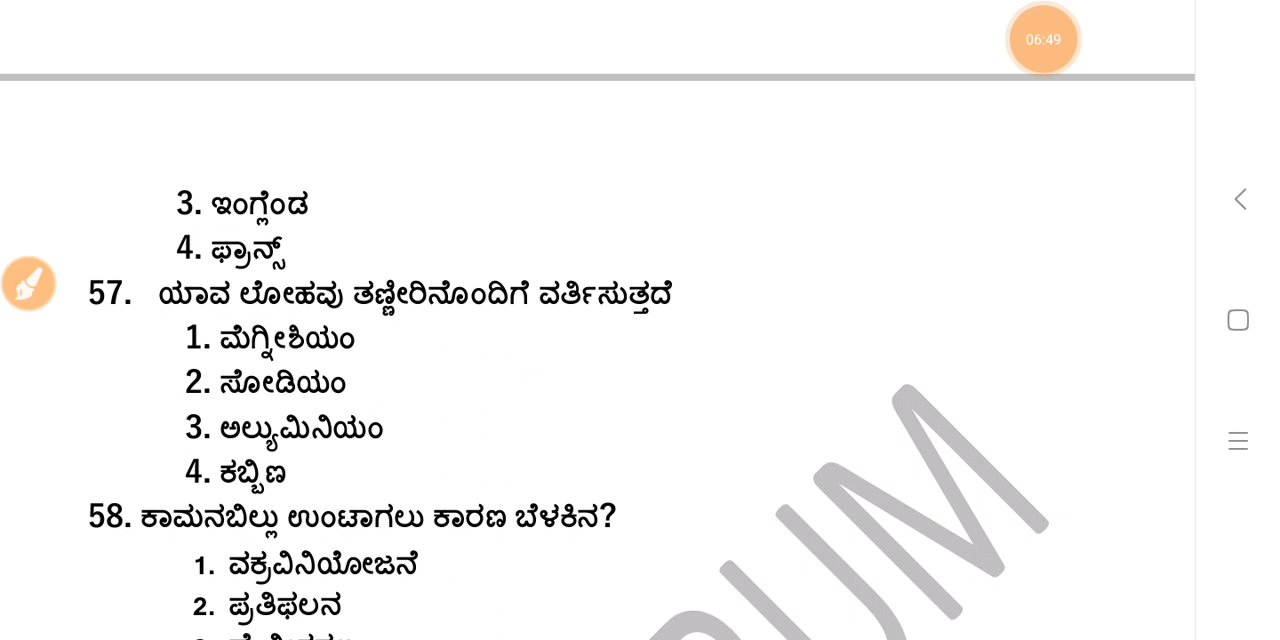 06:49
3. ಇಂಗ್ಲೆಂಡ
4. ಫ್ರಾನ್ಸ್
57. ಯಾವ ಲೋಹವು ತಣ್ಣೀರಿನೊಂದಿಗೆ ವರ್ತಿಸುತ್ತದೆ
1. ಮೆಗ್ನೀಶಿಯಂ
2. ಸೋಡಿಯಂ
3. ಅಲ್ಯುಮಿನಿಯಂ
4. ಕಬ್ಬಿಣ
58. ಕಾಮನಬಿಲ್ಲು ಉಂಟಾಗಲು ಕಾರಣ ಬೆಳಕಿನ?
1. ವಕ್ರವಿನಿಯೋಜನೆ
2. ಪ್ರತಿಫಲನ